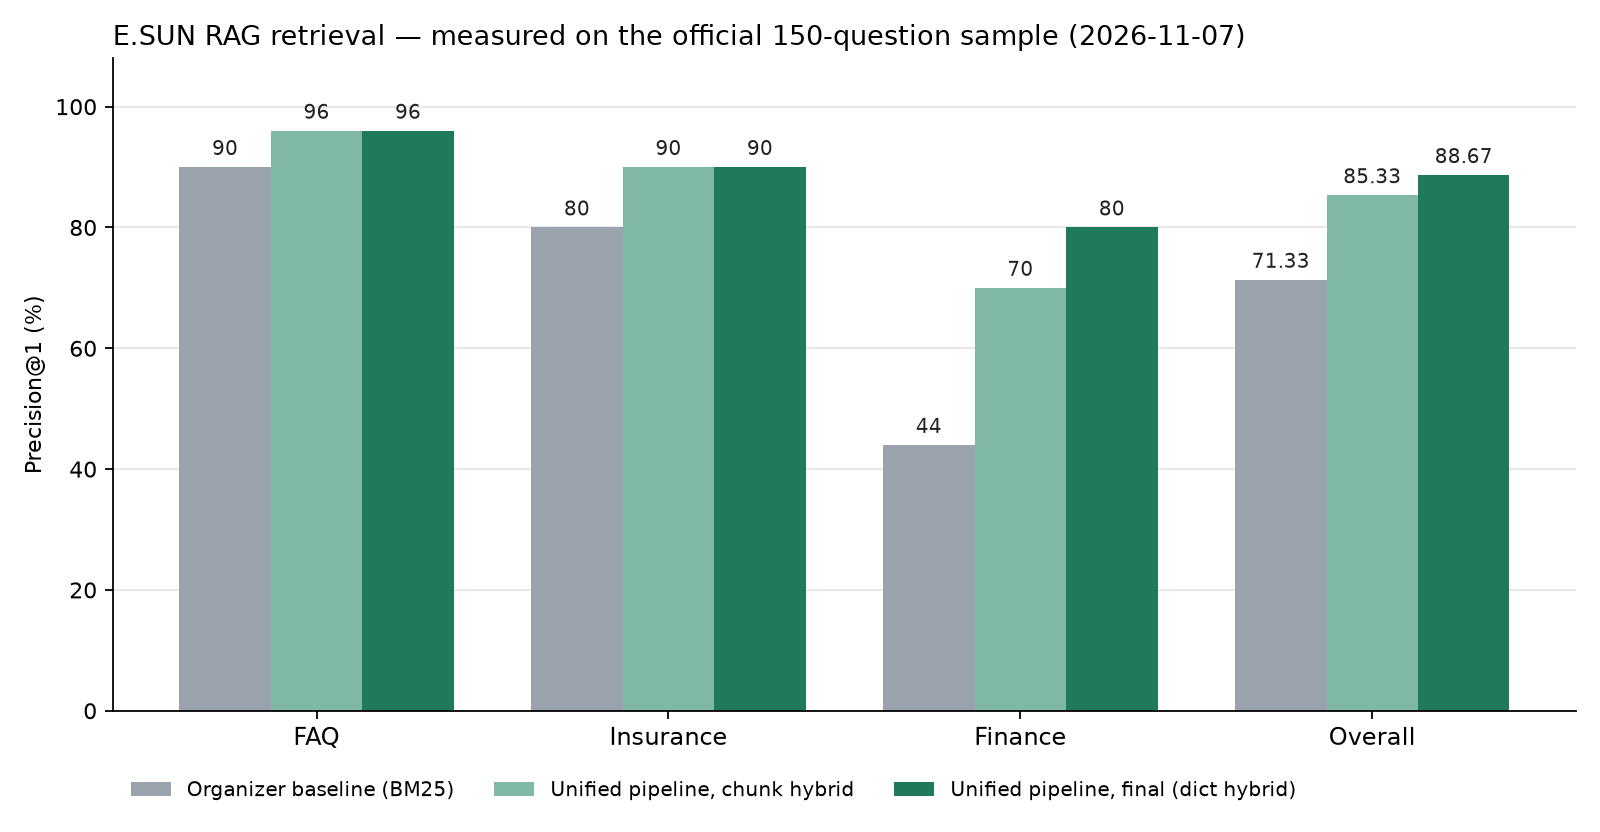 E.SUN RAG retrieval — measured on the official 150-question sample (2026-11-07)
Precision@1 (%)
100
80
60
40
20
0
90
96
96
80
90
90
44
70
80
71.33
85.33
88.67
FAQ
Insurance
Finance
Overall
Organizer baseline (BM25)
Unified pipeline, chunk hybrid
Unified pipeline, final (dict hybrid)